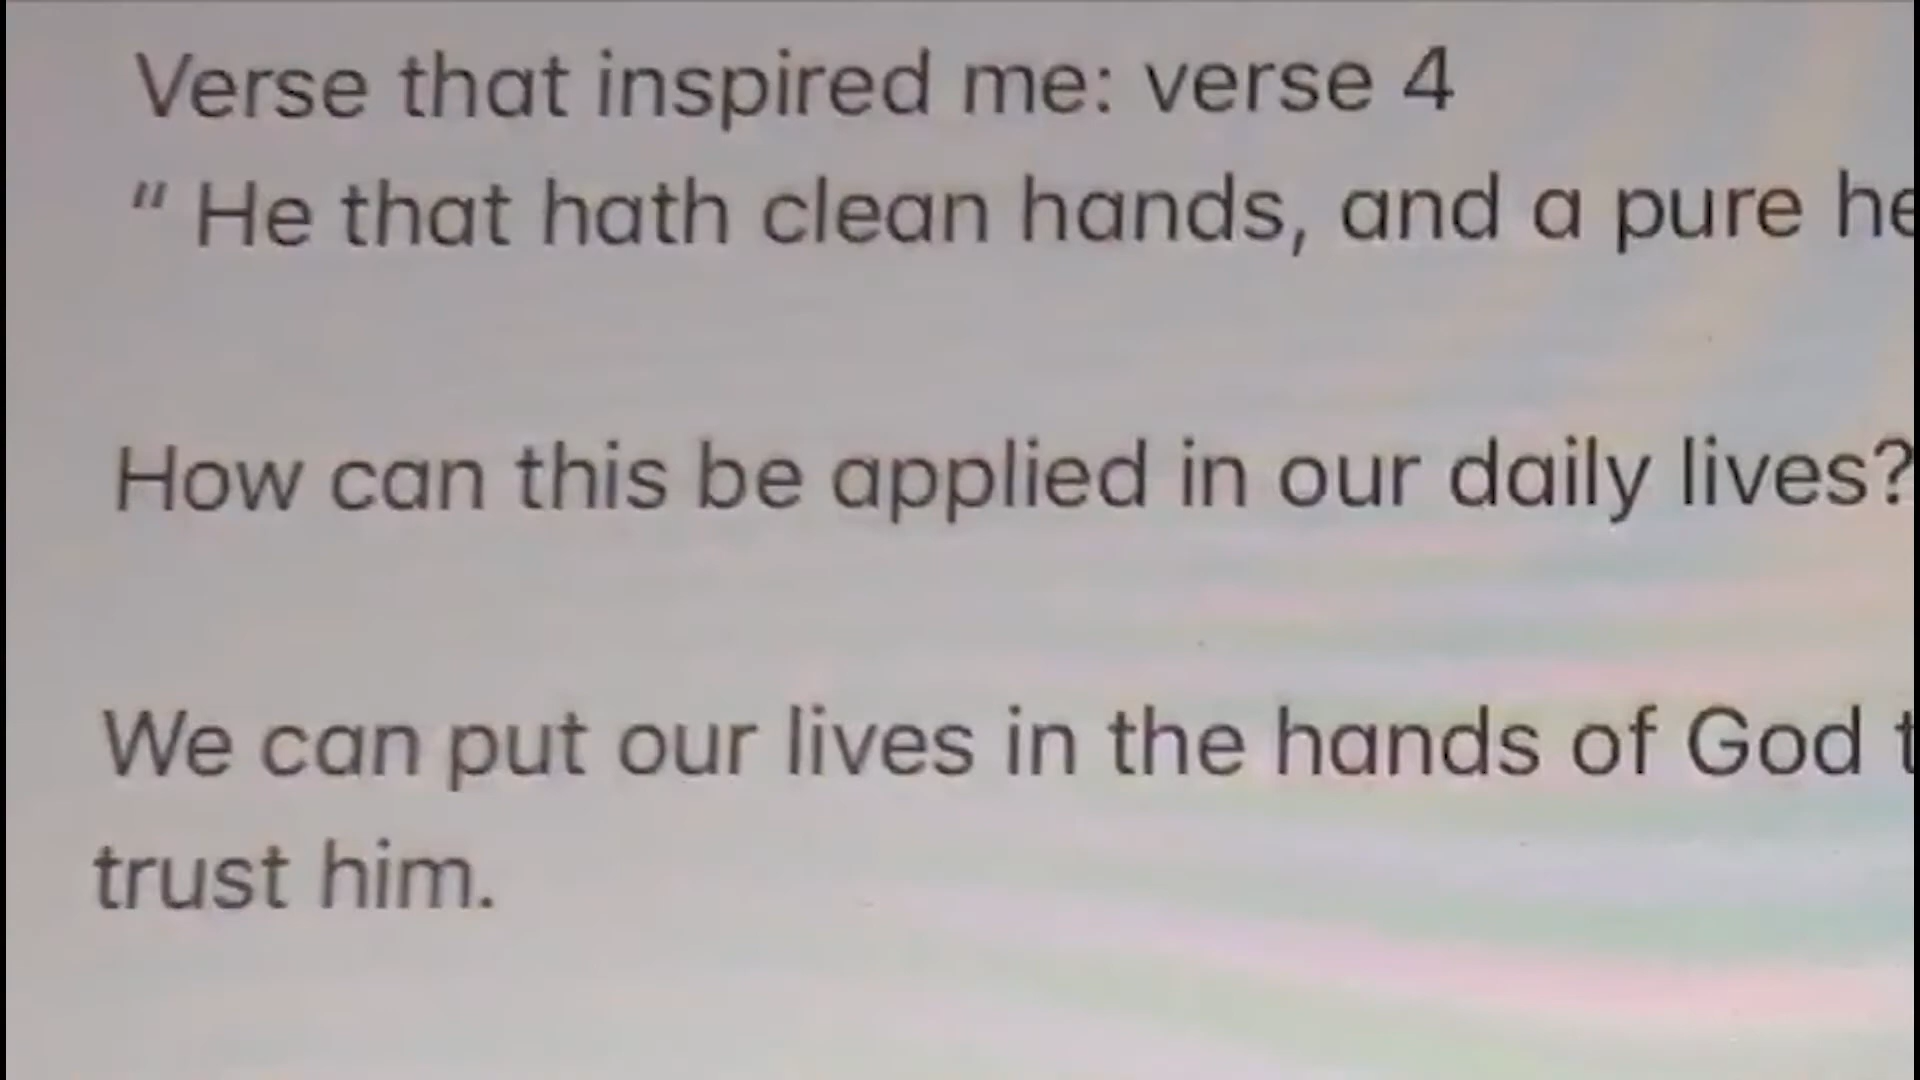 Verse that inspired me: verse 4
“ He that hath clean hands, and a pure
How can this be applied in our daily lives?
We can put our lives in the hands of God
trust him.